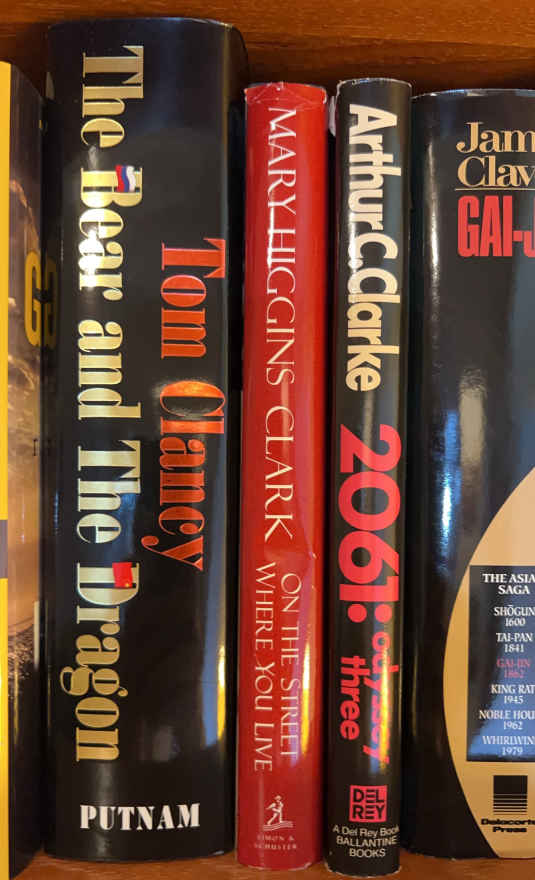 The Bear and The Dragon
Tom Clancy
PUTNAM
MARY HIGGINS CLARK
ON THE STREET
WHERE YOU LIVE
SIMON &
SCHUSTER
Arthur C. Clarke
2061: odyssey
three
DEL
REY
A Del Rey Book
BALLANTINE
BOOKS
Jam
Clav
GAI-J
THE ASIA
SAGA
SHŌGUN
1600
TAI-PAN
1841
GAI-JIN
1862
KING RAT
1945
NOBLE HOU
1962
WHIRLWIN
1979
Delacorte
Press